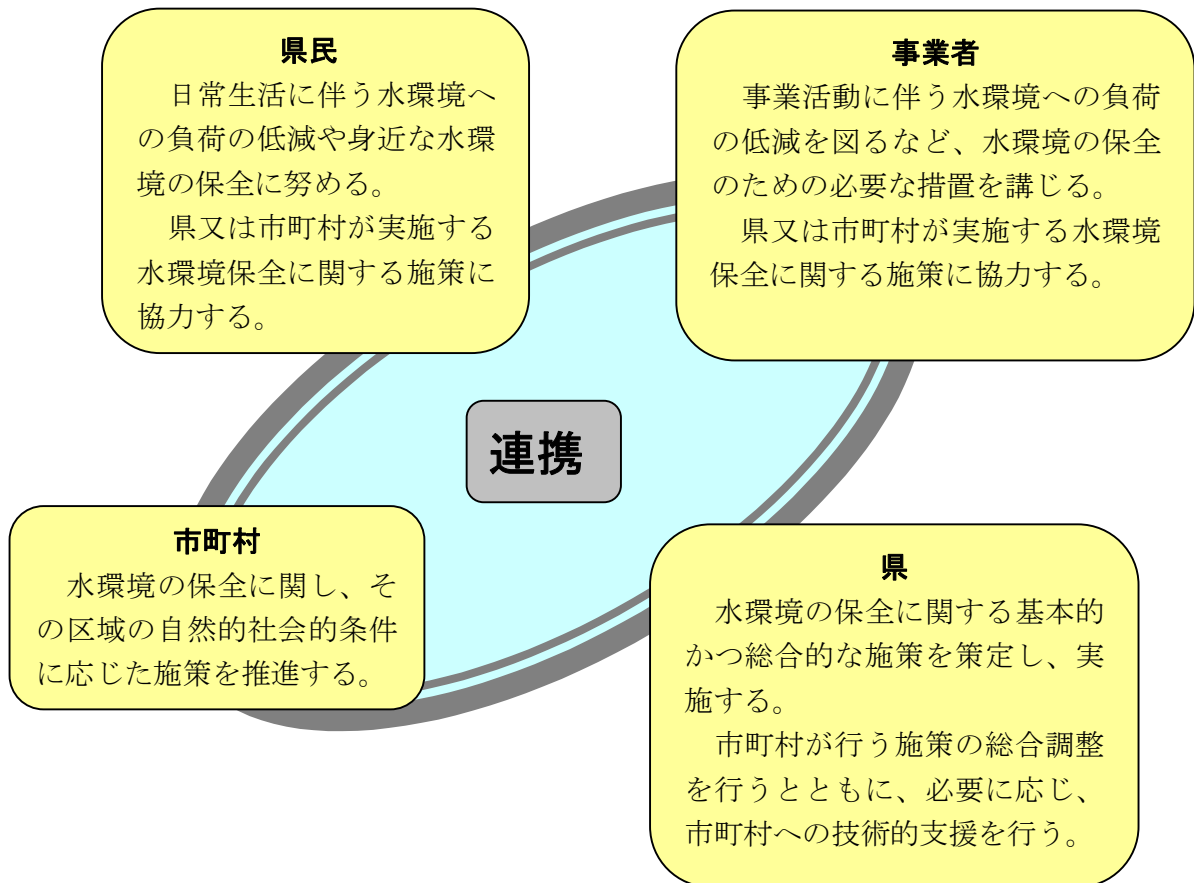 県民
日常生活に伴う水環境へ
の負荷の低減や身近な水環
境の保全に努める。
県又は市町村が実施する
水環境保全に関する施策に
協力する。
事業者
事業活動に伴う水環境への負荷
の低減を図るなど、水環境の保全
のための必要な措置を講じる。
県又は市町村が実施する水環境
保全に関する施策に協力する。
連携
市町村
水環境の保全に関し、そ
の区域の自然的社会的条件
に応じた施策を推進する。
県
水環境の保全に関する基本的
かつ総合的な施策を策定し、実
施する。
市町村が行う施策の総合調整
を行うとともに、必要に応じ、
市町村への技術的支援を行う。